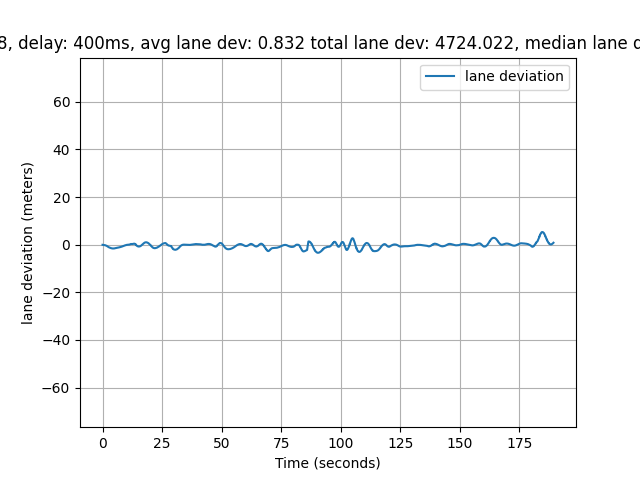 8, delay: 400ms, avg lane dev: 0.832 total lane dev: 4724.022, median lane
lane deviation
60
40
20
0
−20
−40
−60
lane deviation (meters)
0 25 50 75 100 125 150 175
Time (seconds)